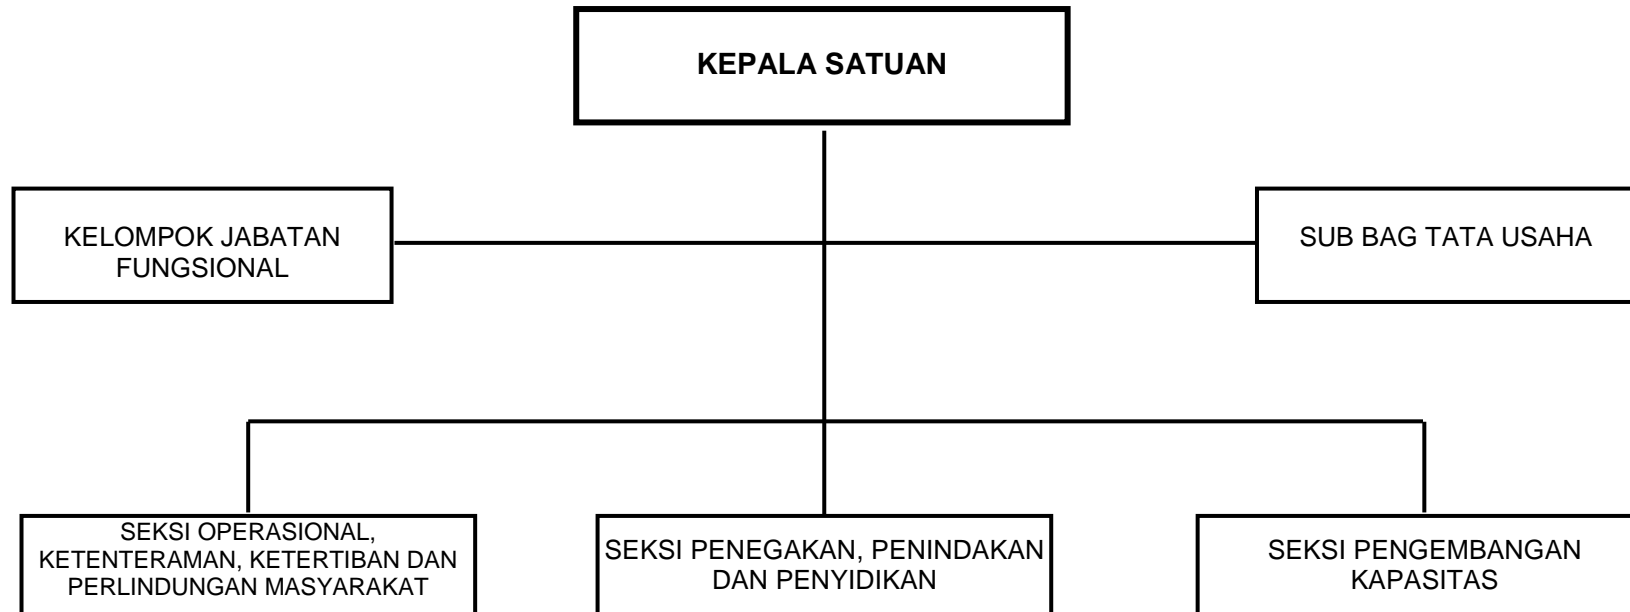 KEPALA SATUAN
KELOMPOK JABATAN
FUNGSIONAL
SUB BAG TATA USAHA
SEKSI OPERASIONAL,
KETENTERAMAN, KETERTIBAN DAN
PERLINDUNGAN MASYARAKAT
SEKSI PENEGAKAN, PENINDAKAN
DAN PENYIDIKAN
SEKSI PENGEMBANGAN
KAPASITAS